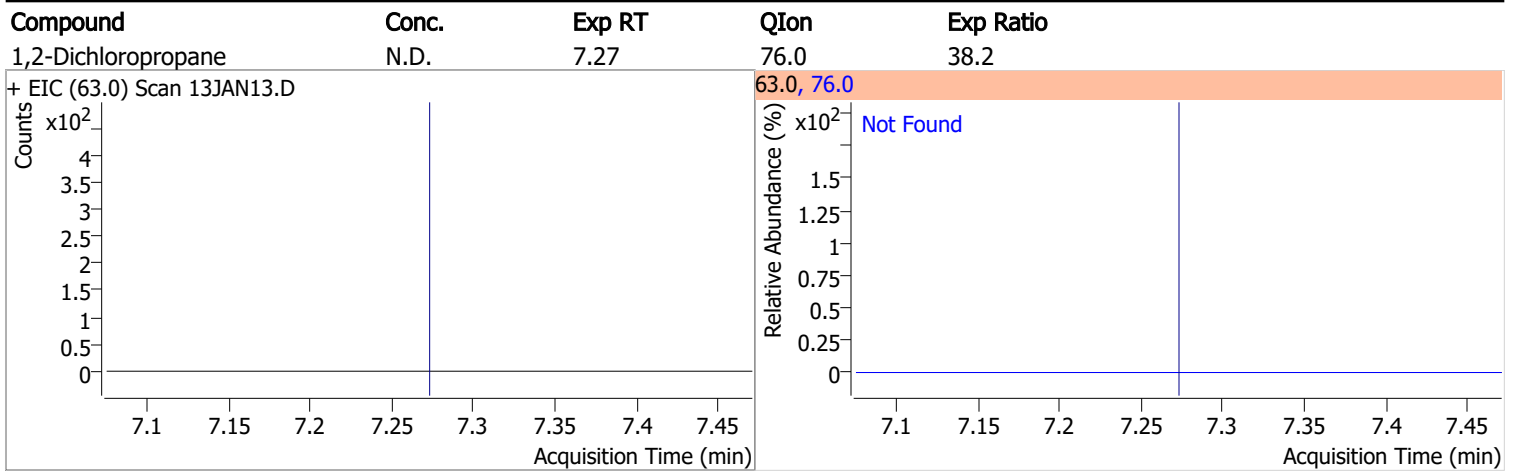 Compound Conc. Exp RT QIon Exp Ratio
1,2-Dichloropropane N.D. 7.27 76.0 38.2
+ EIC (63.0) Scan 13JAN13.D
Counts
x10²
4
3.5
3
2.5
2
1.5
1
0.5
0
7.1 7.15 7.2 7.25 7.3 7.35 7.4 7.45
Acquisition Time (min)
63.0, 76.0
Relative Abundance (%)
x10²
Not Found
1.5
1.25
1
0.75
0.5
0.25
0
7.1 7.15 7.2 7.25 7.3 7.35 7.4 7.45
Acquisition Time (min)